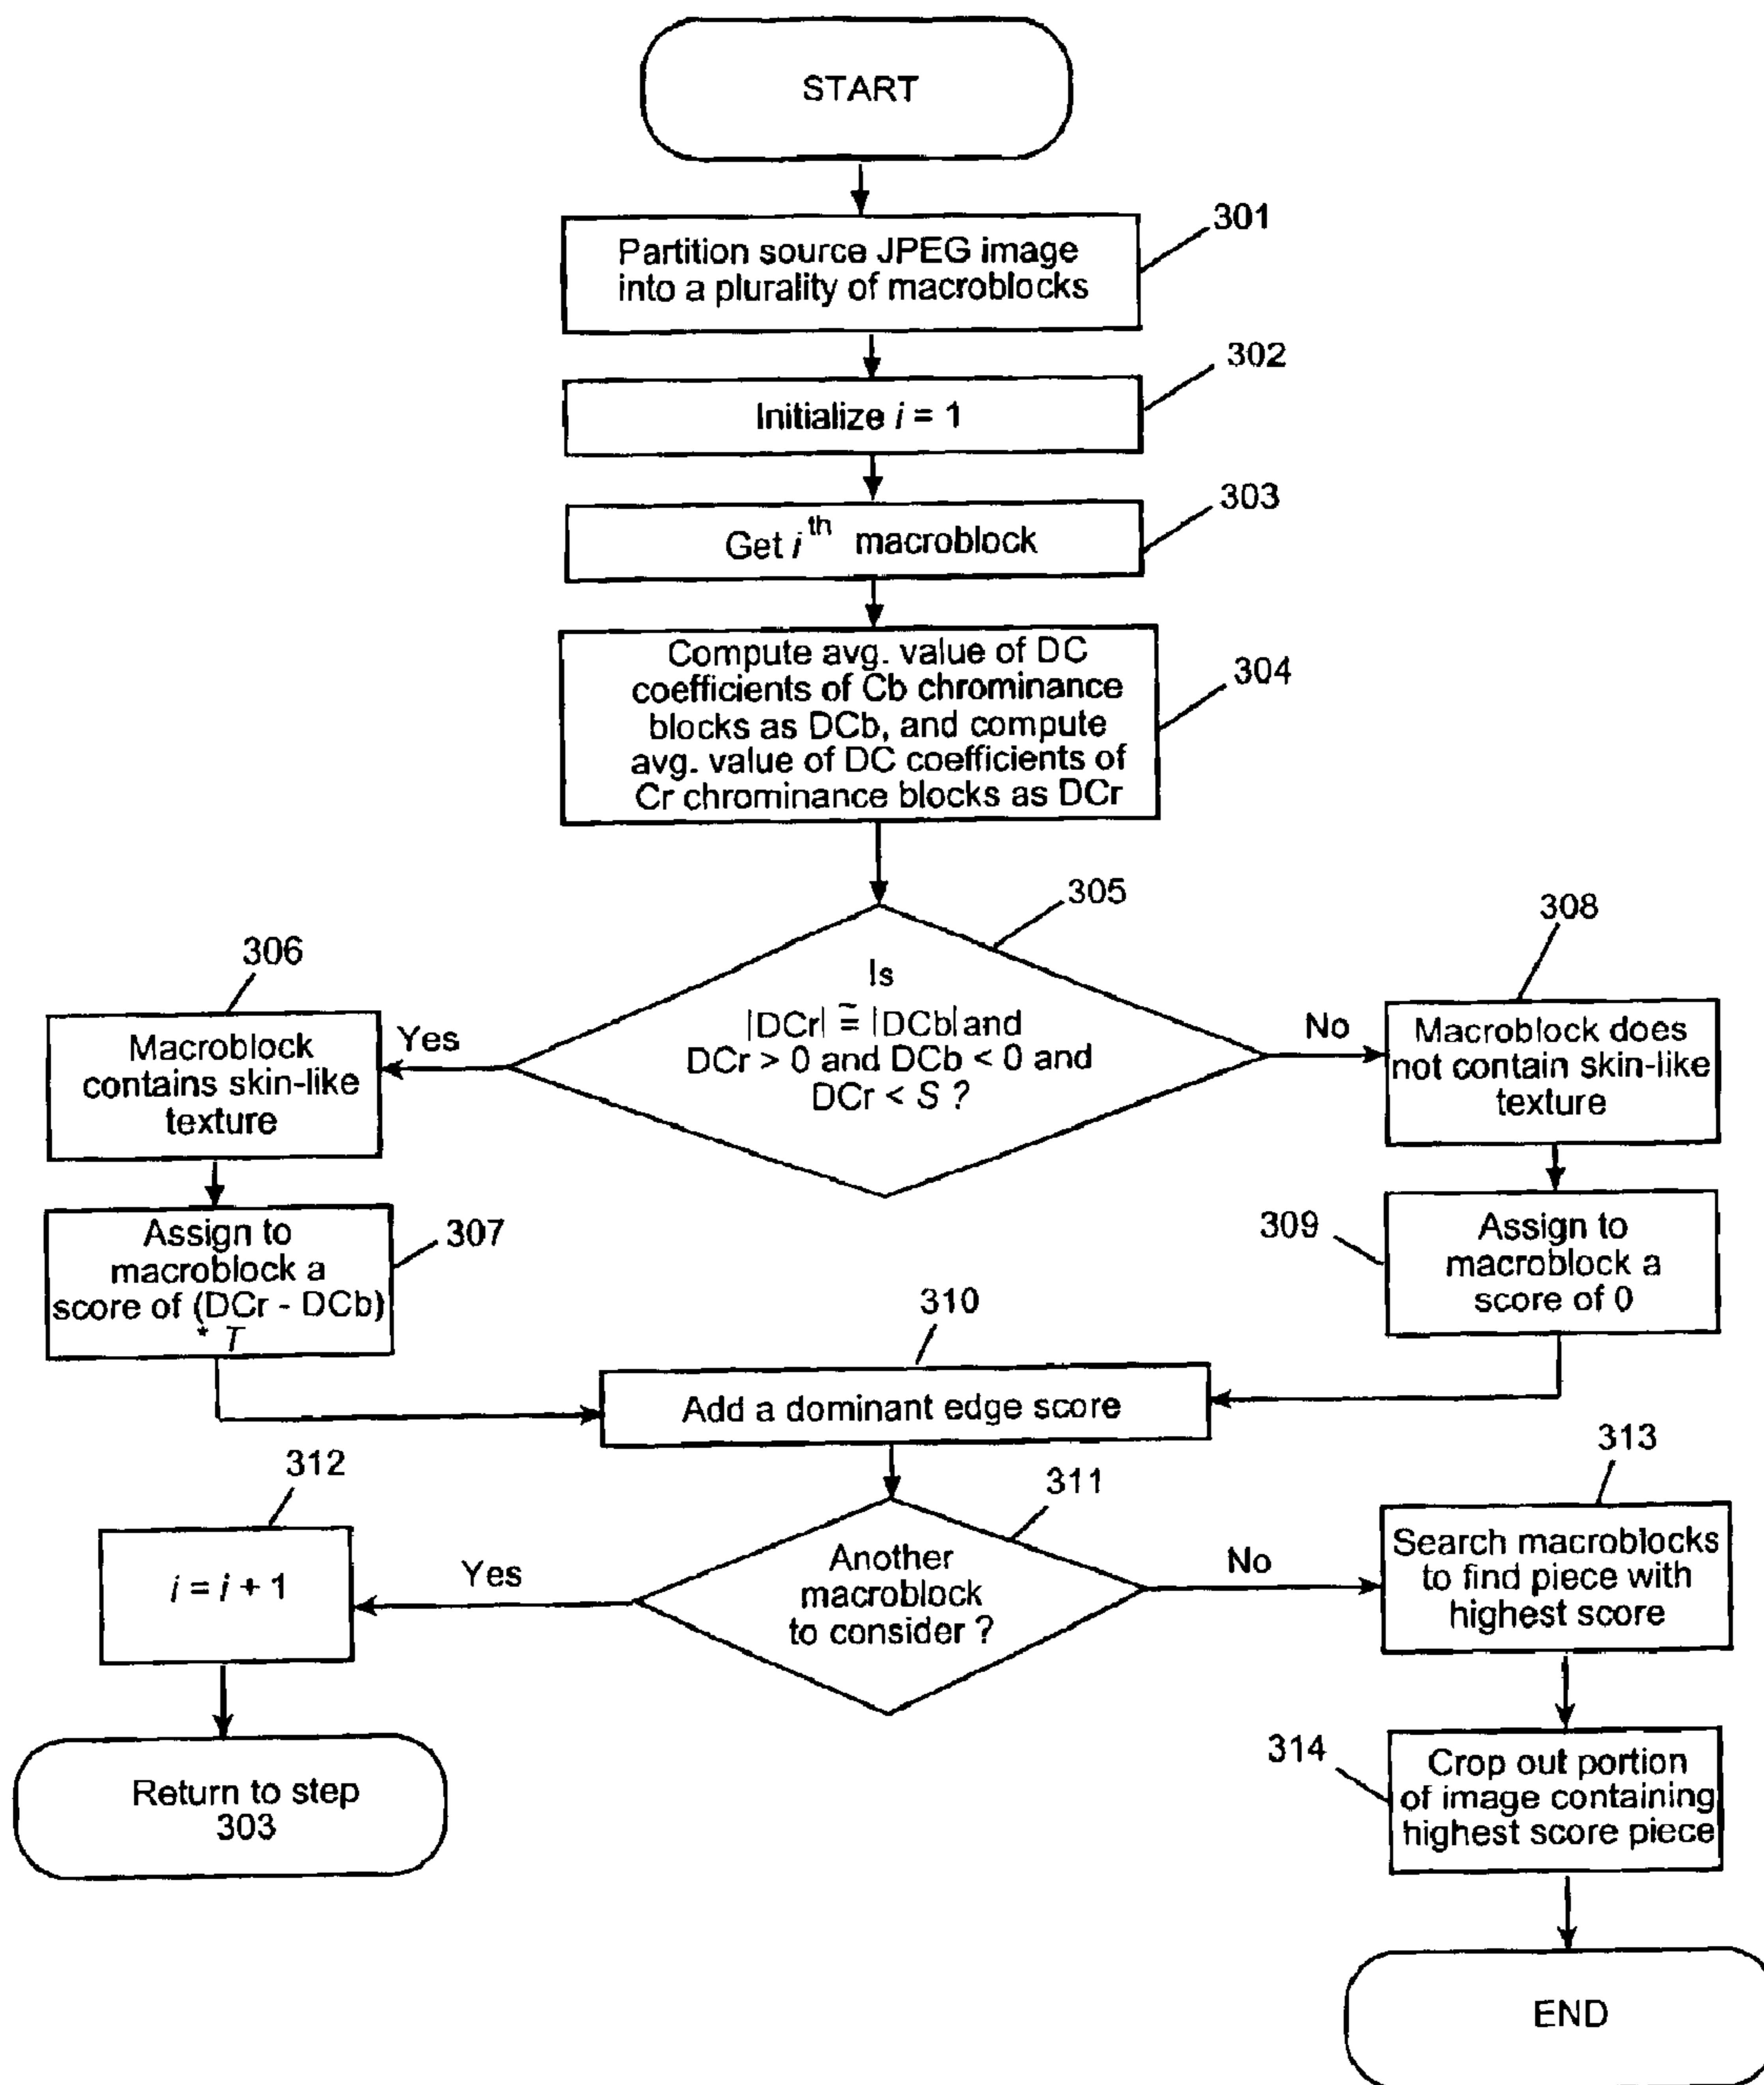 START
301
Partition source JPEG image
into a plurality of macroblocks
302
Initialize i = 1
303
Get i th macroblock
304
Compute avg. value of DC
coefficients of Cb chrominance
blocks as DCb, and compute
avg. value of DC coefficients of
Cr chrominance blocks as DCr
305
Is
|DCr| ≅ |DCb| and
DCr > 0 and DCb < 0 and
DCr < S ?
306
Yes
Macroblock
contains skin-like
texture
308
No
Macroblock does
not contain skin-like
texture
307
Assign to
macroblock a
score of (DCr - DCb)
* T
309
Assign to
macroblock a
score of 0
310
Add a dominant edge score
311
Another
macroblock
to consider ?
312
Yes
i = i + 1
Return to step
303
313
No
Search macroblocks
to find piece with
highest score
314
Crop out portion
of image containing
highest score piece
END